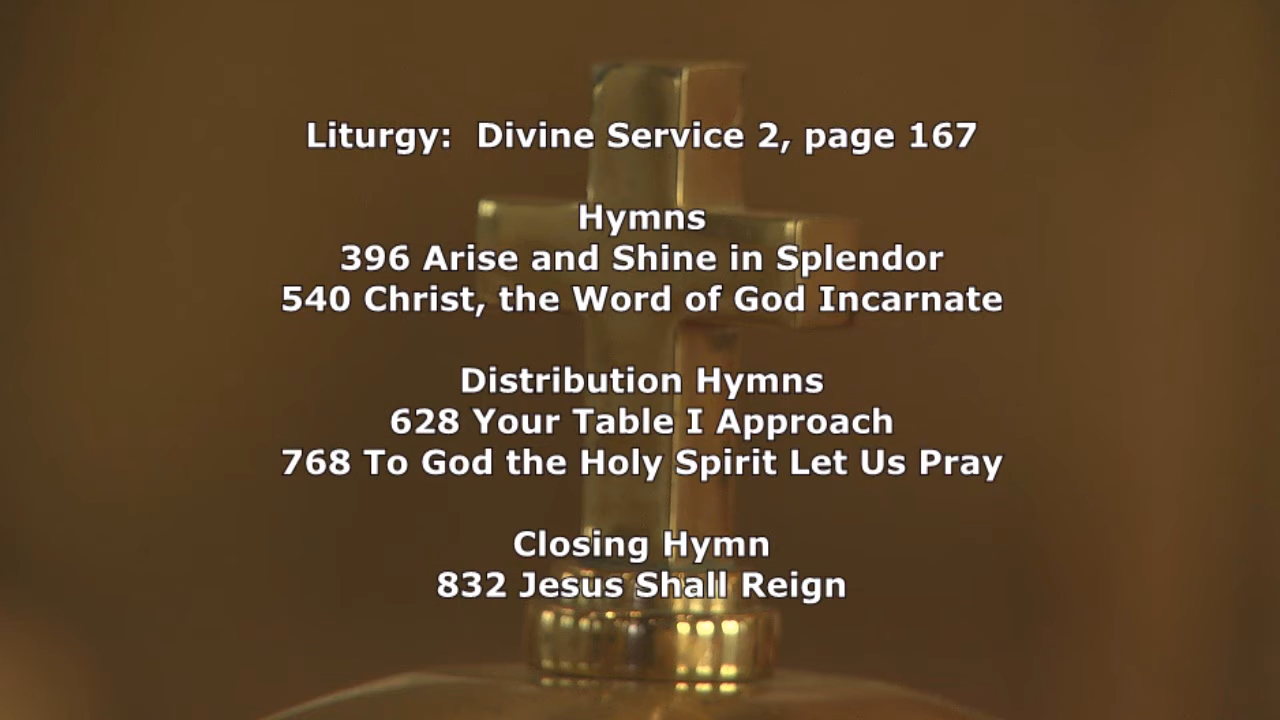 Liturgy:  Divine Service 2, page 167
Hymns
396 Arise and Shine in Splendor
540 Christ, the Word of God Incarnate
Distribution Hymns
628 Your Table I Approach
768 To God the Holy Spirit Let Us Pray
Closing Hymn
832 Jesus Shall Reign